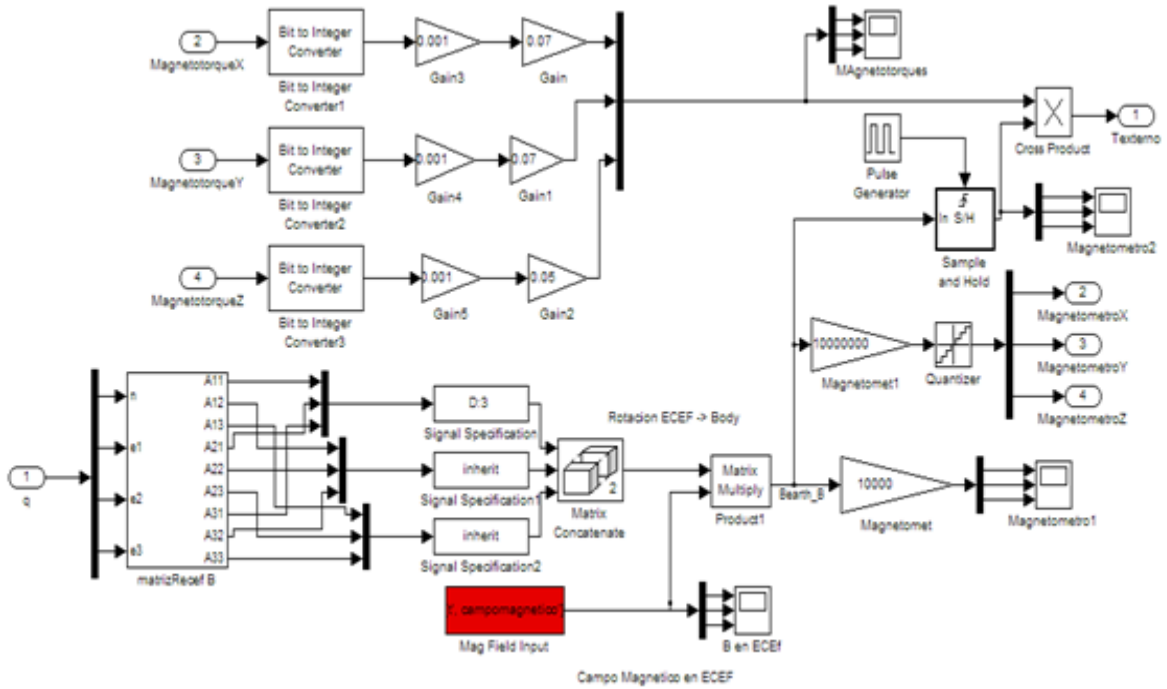 2
MagnetotorqueX
Bit to Integer
Converter
Bit to Integer
Converter1
0.001
Gain3
0.07
Gain
MAgnetotorques
3
MagnetotorqueY
Bit to Integer
Converter
Bit to Integer
Converter2
0.001
Gain4
0.07
Gain1
Pulse
Generator
Cross Product
1
Texterno
In S/H
Sample
and Hold
Magnetometro2
4
MagnetotorqueZ
Bit to Integer
Converter
Bit to Integer
Converter3
0.001
Gain5
0.05
Gain2
10000000
Magnetomet1
Quantizer
2
MagnetometroX
3
MagnetometroY
4
MagnetometroZ
1
q
n
e1
e2
e3
A11
A12
A13
A21
A22
A23
A31
A32
A33
matrizRecef B
D:3
Signal Specification
inherit
Signal Specification1
inherit
Signal Specification2
Rotacion ECEF -> Body
2
Matrix
Concatenate
Matrix
Multiply
Product1
Bearth_B
10000
Magnetomet
Magnetometro1
t', campomagnetico'
Mag Field Input
B en ECEf
Campo Magnetico en ECEF